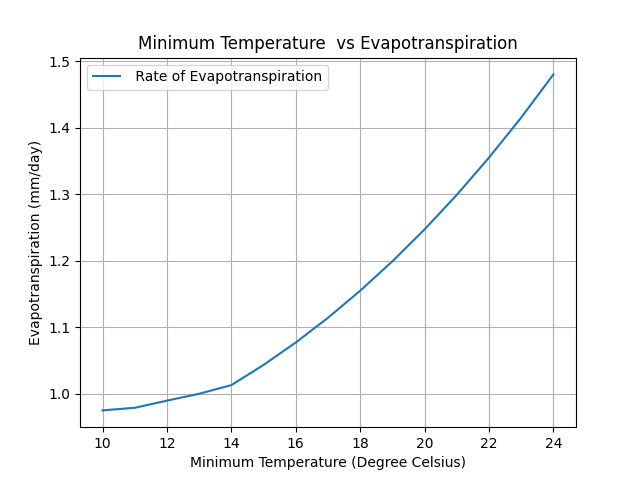 Minimum Temperature  vs Evapotranspiration
Rate of Evapotranspiration
Evapotranspiration (mm/day)
1.5
1.4
1.3
1.2
1.1
1.0
10 12 14 16 18 20 22 24
Minimum Temperature (Degree Celsius)